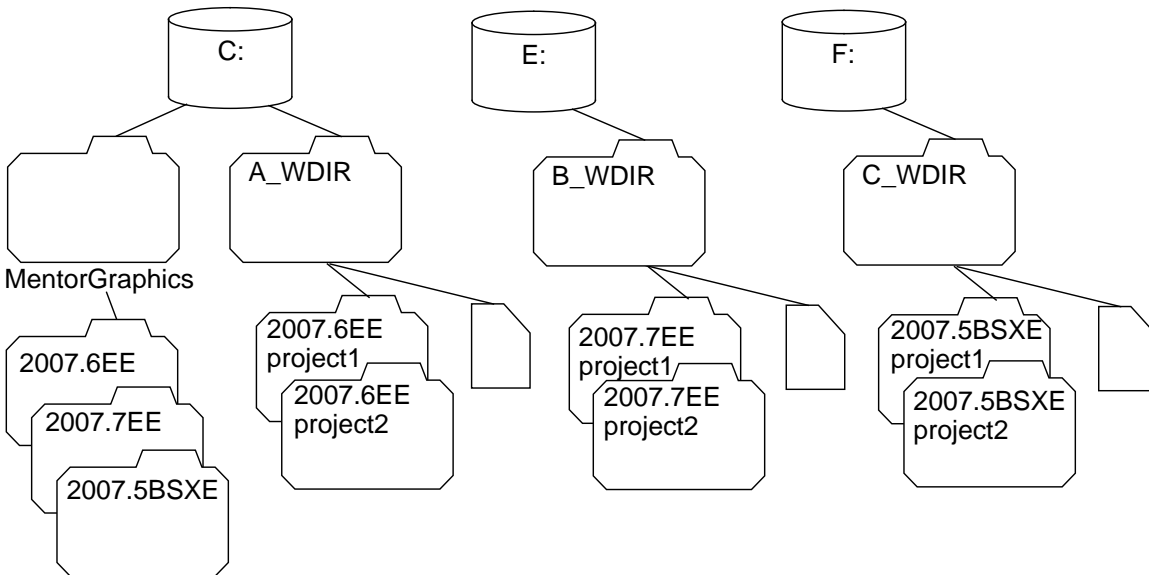 C:
E:
F:
A_WDIR
B_WDIR
C_WDIR
MentorGraphics
2007.6EE
2007.7EE
2007.5BSXE
2007.6EE
project1
2007.6EE
project2
2007.7EE
project1
2007.7EE
project2
2007.5BSXE
project1
2007.5BSXE
project2